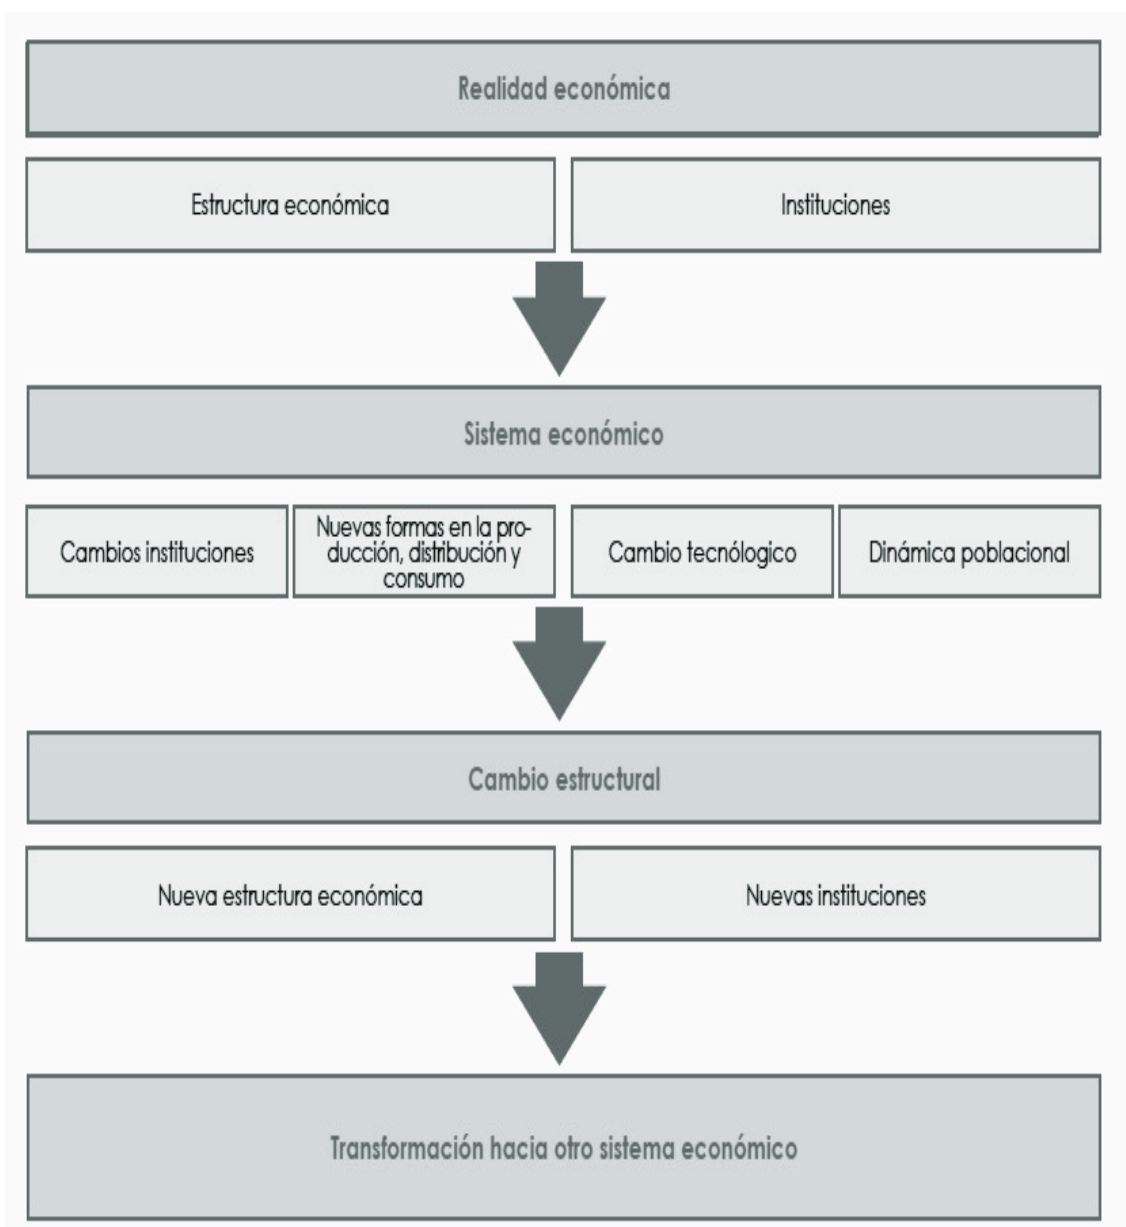 Realidad económica
Estructura económica
Instituciones
Sistema económico
Cambios instituciones
Nuevas formas en la pro-
ducción, distribución y
consumo
Cambio tecnólogico
Dinámica poblacional
Cambio estructural
Nueva estructura económica
Nuevas instituciones
Transformación hacia otro sistema económico